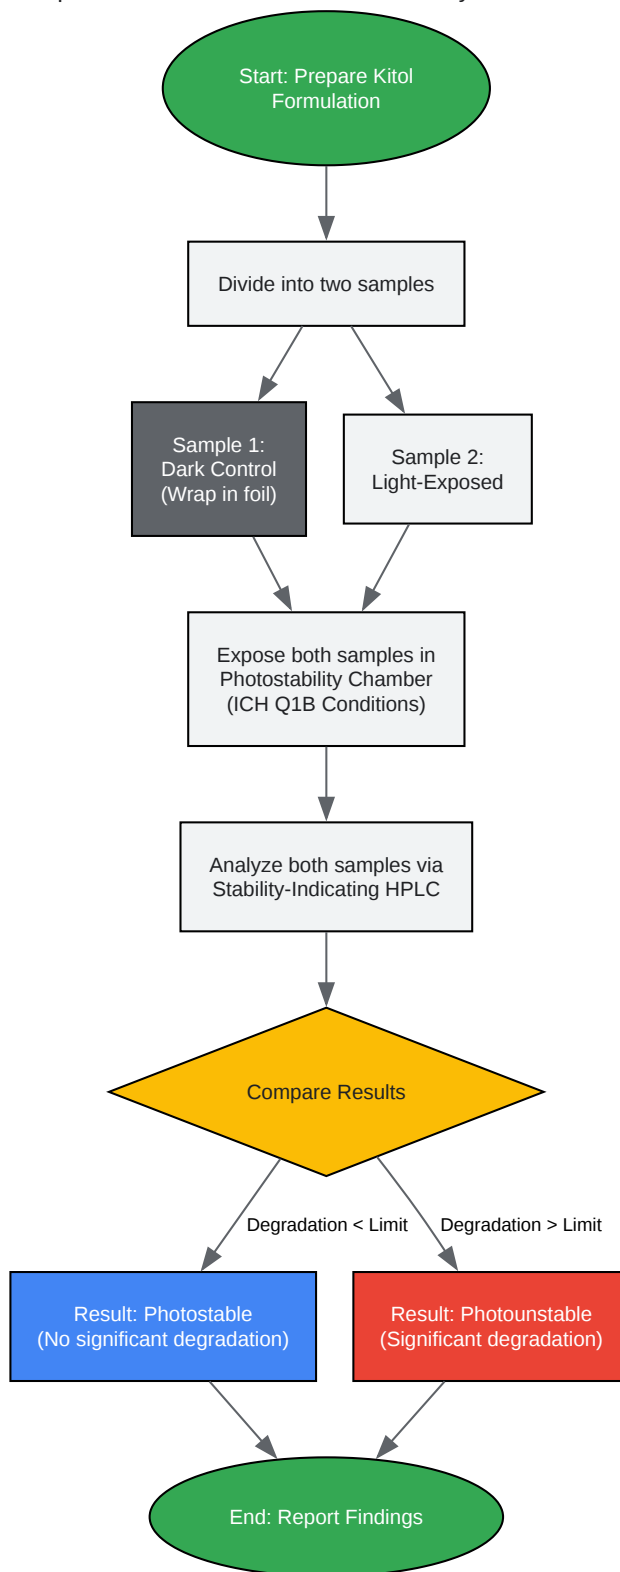 Start: Prepare Kitol
Formulation
Divide into two samples
Sample 1:
Dark Control
(Wrap in foil)
Sample 2:
Light-Exposed
Expose both samples in
Photostability Chamber
(ICH Q1B Conditions)
Analyze both samples via
Stability-Indicating HPLC
Compare Results
Degradation < Limit
Degradation > Limit
Result: Photostable
(No significant degradation)
Result: Photounstable
(Significant degradation)
End: Report Findings